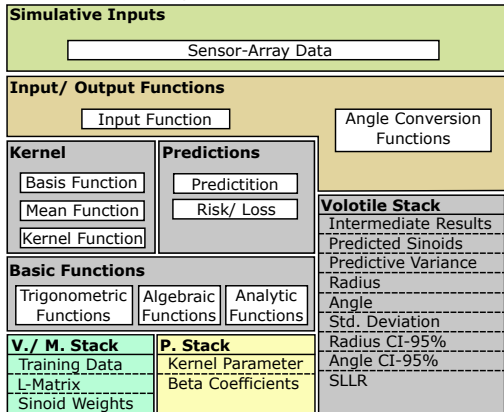 Simulative Inputs
Sensor-Array Data
Input/ Output Functions
Input Function
Angle Conversion
Functions
Kernel
Basis Function
Mean Function
Kernel Function
Predictions
Predictition
Risk/ Loss
Basic Functions
Trigonometric
Functions
Algebraic
Functions
Analytic
Functions
V./ M. Stack
Training Data
L-Matrix
Sinoid Weights
P. Stack
Kernel Parameter
Beta Coefficients
Volotile Stack
Intermediate Results
Predicted Sinoids
Predictive Variance
Radius
Angle
Std. Deviation
Radius CI-95%
Angle CI-95%
SLLR